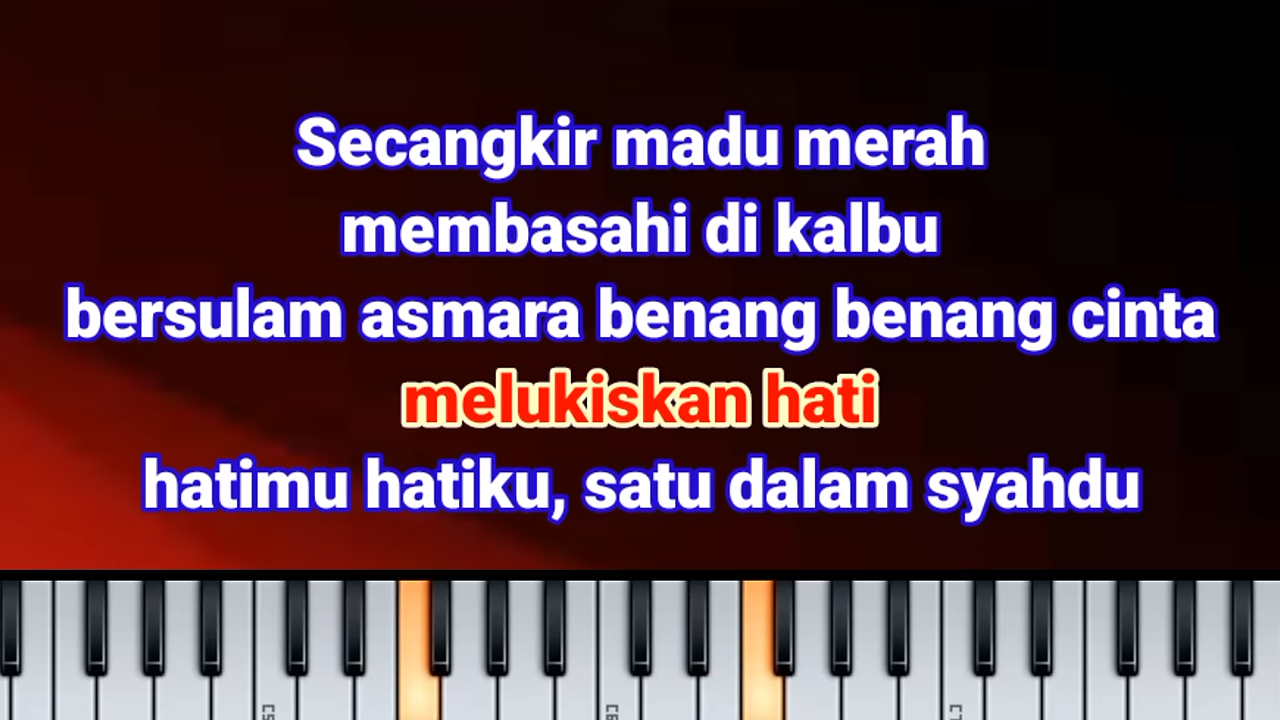 Secangkir madu merah
membasahi di kalbu
bersulam asmara benang benang cinta
melukiskan hati
hatimu hatiku, satu dalam syahdu